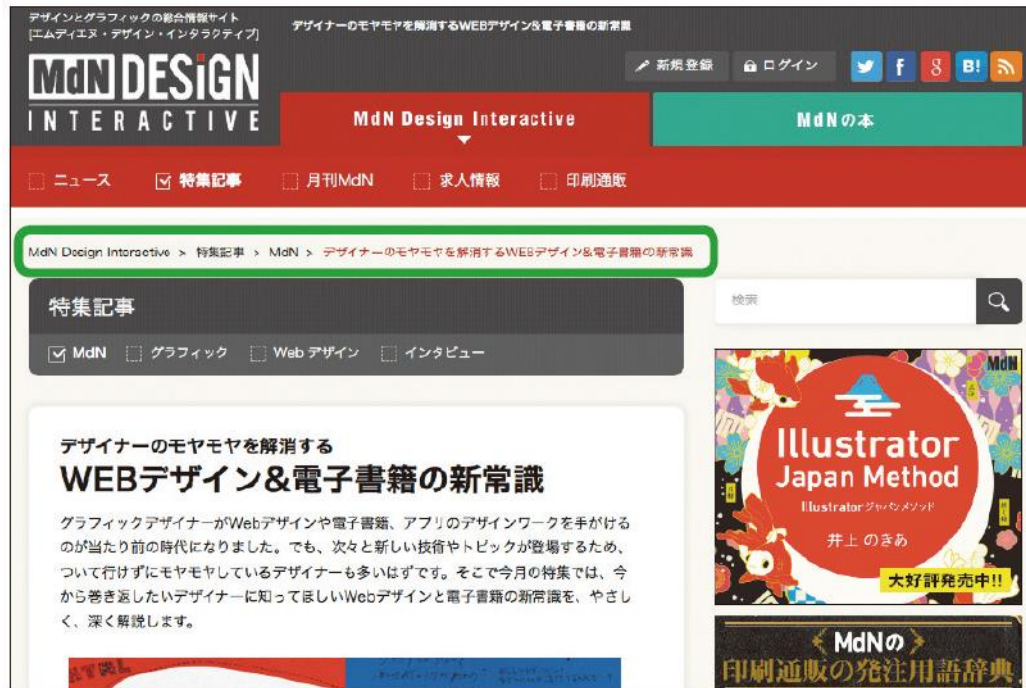 デザインとグラフィックの総合情報サイト
[エムディエヌ・デザイン・インタラクティブ]
デザイナーのモヤモヤを解消するWEBデザイン&電子書籍の新常識
MdN DESiGN
INTERACTIVE
新規登録
ログイン
f
8
B!
MdN Design Interactive
MdNの本
ニュース
特集記事
月刊MdN
求人情報
印刷通販
MdN Design Interactive > 特集記事 > MdN > デザイナーのモヤモヤを解消するWEBデザイン&電子書籍の新常識
特集記事
検索
MdN
グラフィック
Web デザイン
インタビュー
デザイナーのモヤモヤを解消する
WEBデザイン&電子書籍の新常識
グラフィックデザイナーがWebデザインや電子書籍、アプリのデザインワークを手がける
のが当たり前の時代になりました。でも、次々と新しい技術やトピックが登場するため、
ついて行けずにモヤモヤしているデザイナーも多いはずです。そこで今月の特集では、今
から巻き返したいデザイナーに知ってほしいWebデザインと電子書籍の新常識を、やさし
く、深く解説します。
HTML
MdN
Illustrator
Japan Method
Illustratorジャパンメソッド
井上 のきあ
大好評発売中!!
MdNの
印刷通販の発注用語辞典